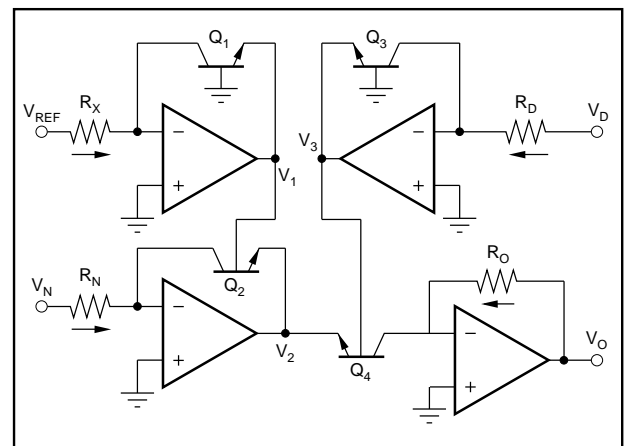 Q1
Q3
VREF
RX
RD
VD
−
+
V1
V3
−
+
VN
RN
Q2
−
+
V2
Q4
RO
−
+
VO